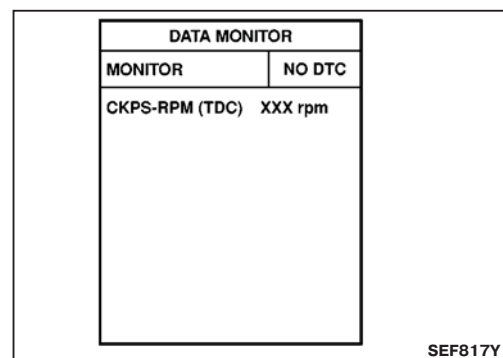 DATA MONITOR
MONITOR NO DTC
CKPS-RPM (TDC) XXX rpm
SEF817Y